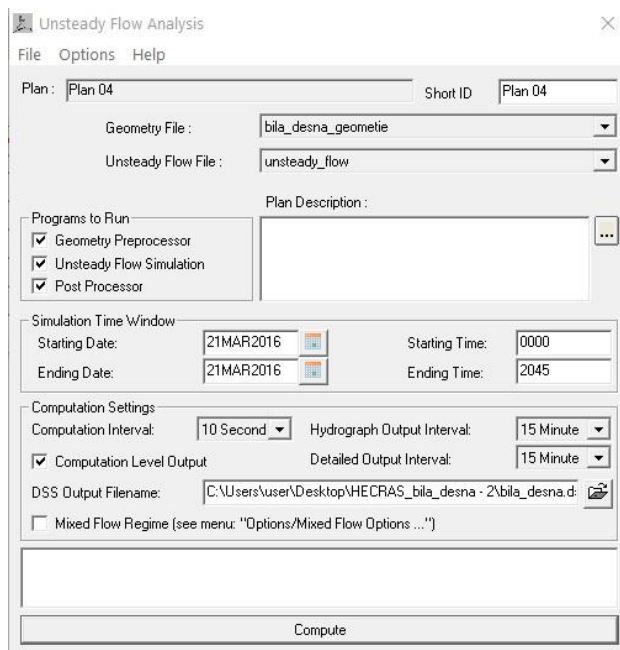 Unsteady Flow Analysis
File Options Help
Plan : Plan 04 Short ID Plan 04
Geometry File : bila_desna_geometie
Unsteady Flow File : unsteady_flow
Plan Description :
Programs to Run
Geometry Preprocessor
Unsteady Flow Simulation
Post Processor
...
Simulation Time Window
Starting Date: 21MAR2016 Starting Time: 0000
Ending Date: 21MAR2016 Ending Time: 2045
Computation Settings
Computation Interval: 10 Second Hydrograph Output Interval: 15 Minute
Computation Level Output Detailed Output Interval: 15 Minute
DSS Output Filename: C:\Users\user\Desktop\HECRAS_bila_desna - 2\bila_desna.d
Mixed Flow Regime (see menu: "Options/Mixed Flow Options ...")
Compute